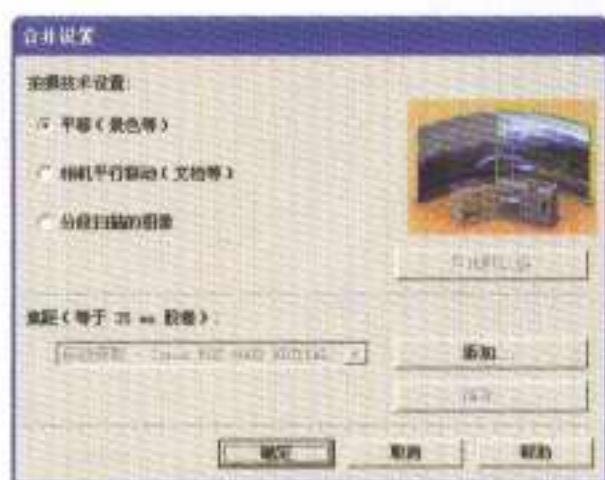 合并设置
拍摄技术设置:
平移(景色等)
相机平行移动(文档等)
分段扫描的图像
焦距(等于 35 mm 胶卷):
添加...
确定
取消
帮助